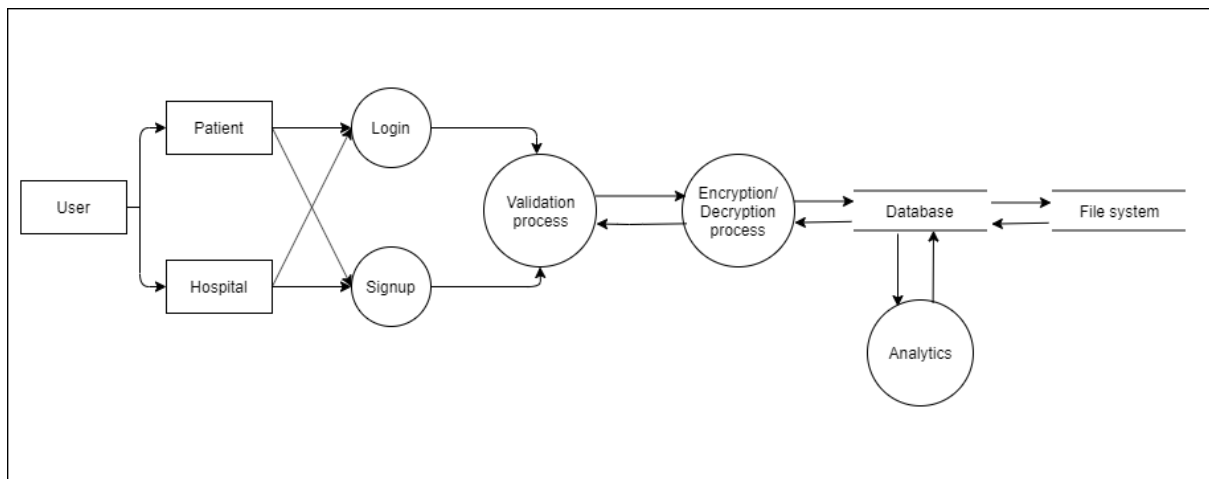 User
Patient
Hospital
Login
Signup
Validation
process
Encryption/
Decryption
process
Database
File system
Analytics